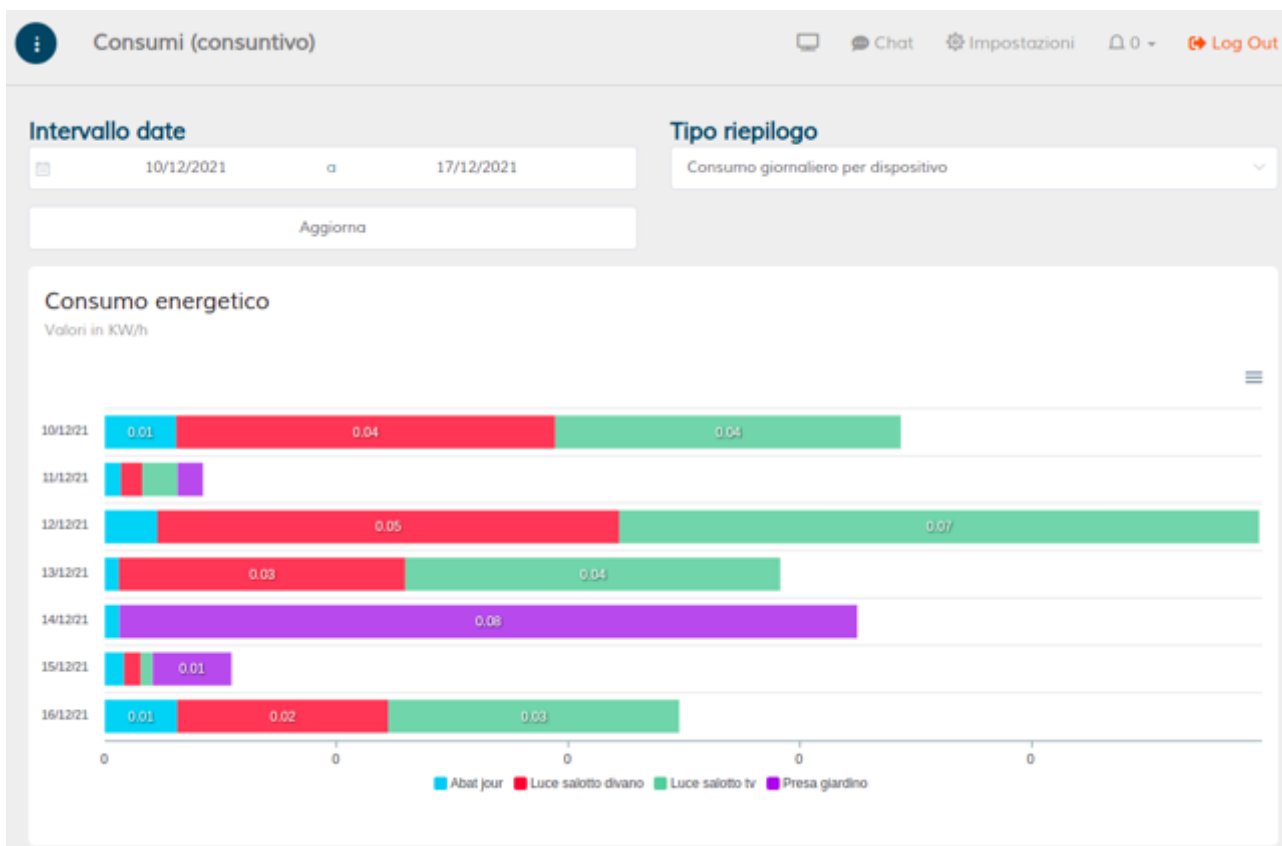 Consumi (consuntivo)
Chat
Impostazioni
0
Log Out
Intervallo date
Tipo riepilogo
10/12/2021 a 17/12/2021
Consumo giornaliero per dispositivo
Aggiorna
Consumo energetico
Valori in KW/h
10/12/21 0.01 0.04 0.04
11/12/21
12/12/21 0.05 0.07
13/12/21 0.03 0.04
14/12/21 0.08
15/12/21 0.01
16/12/21 0.01 0.02 0.03
0 0 0 0 0
Abat jour Luce salotto divano Luce salotto tv Presa giardino